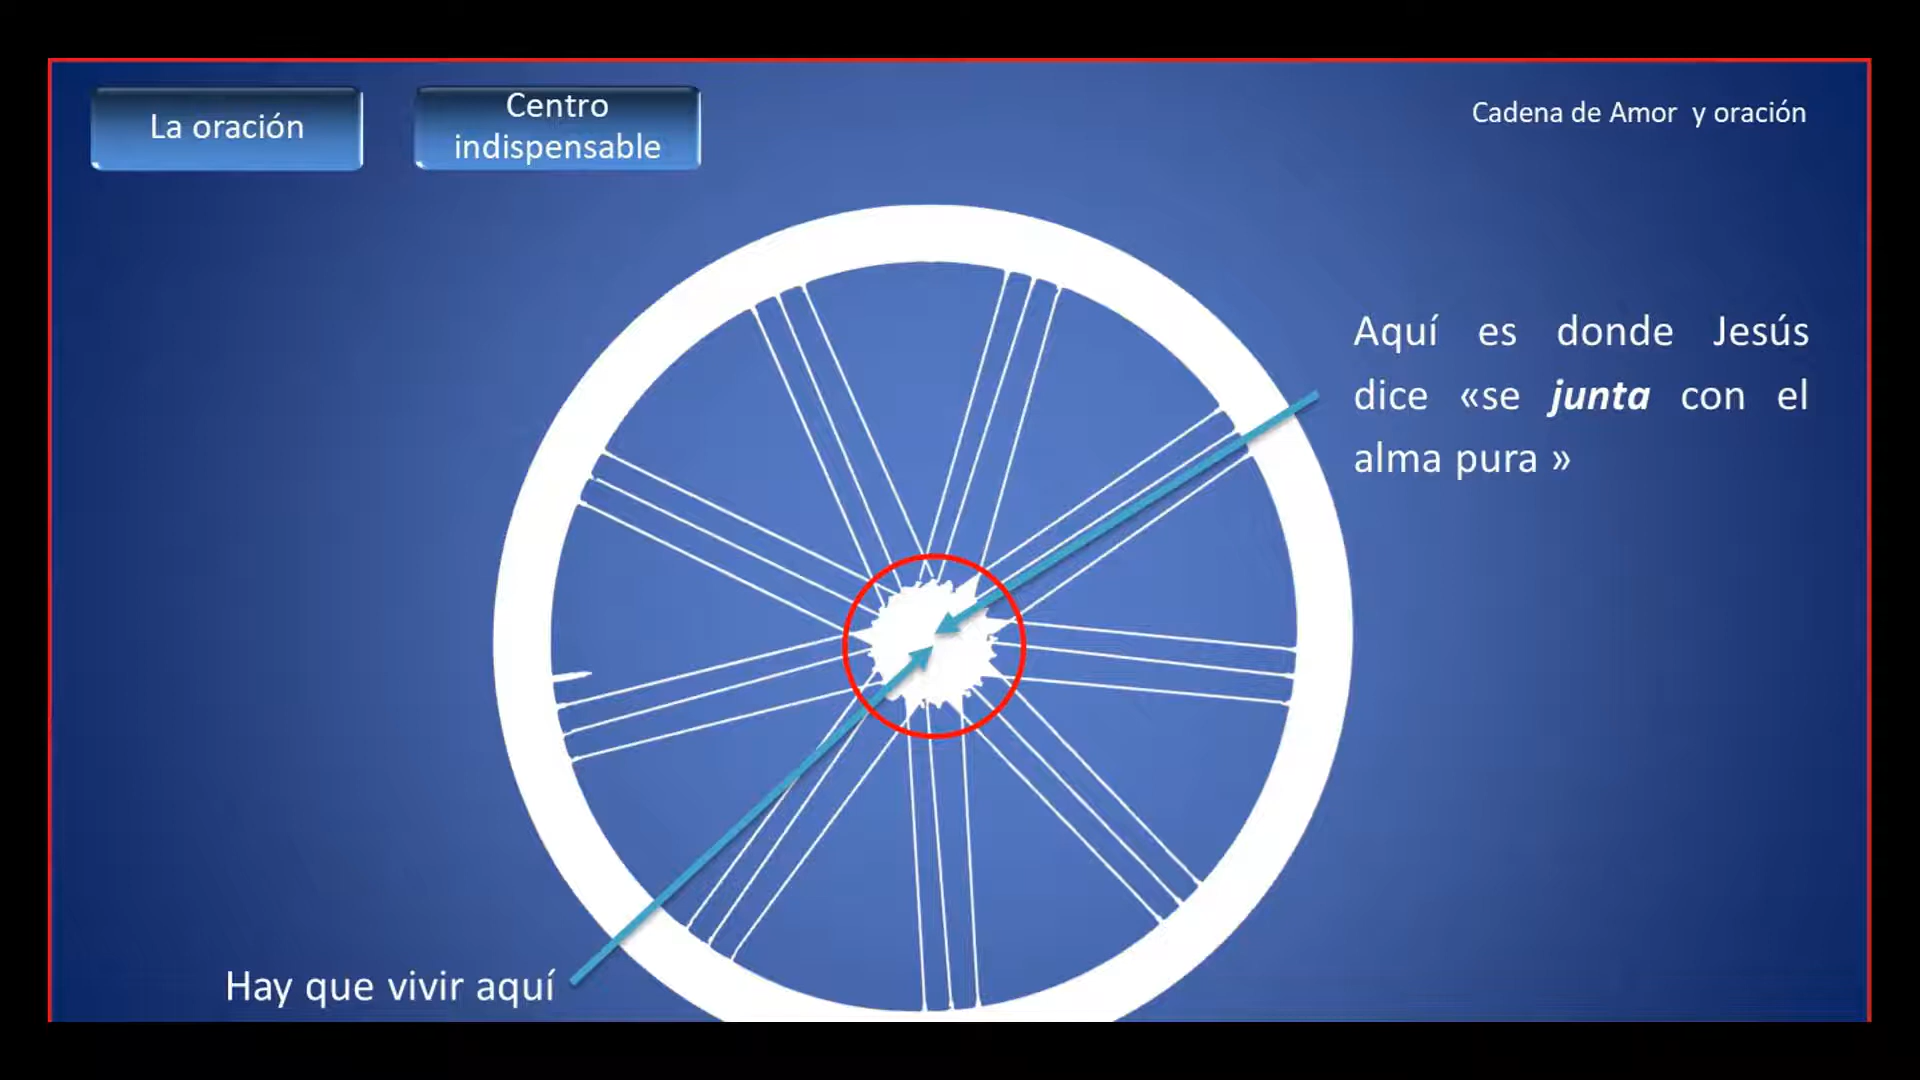 La oración
Centro
indispensable
Cadena de Amor y oración
Aquí es donde Jesús
dice «se junta con el
alma pura »
Hay que vivir aquí